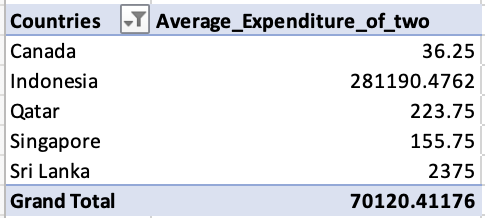 Countries Average_Expenditure_of_two
Canada 36.25
Indonesia 281190.4762
Qatar 223.75
Singapore 155.75
Sri Lanka 2375
Grand Total 70120.41176